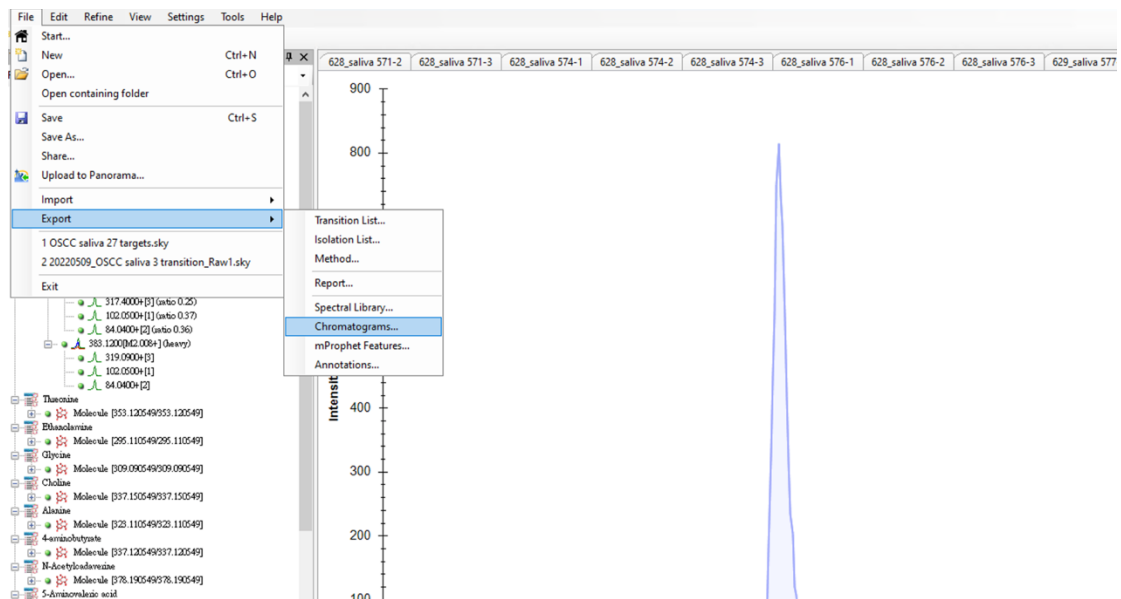 File Edit Refine View Settings Tools Help
Start...
New Ctrl+N
Open... Ctrl+O
Open containing folder
Save Ctrl+S
Save As...
Share...
Upload to Panorama...
Import
Export
1 OSCC saliva 27 targets.sky
2 20220509_OSCC saliva 3 transition_Raw1.sky
Exit
Transition List...
Isolation List...
Method...
Report...
Spectral Library...
Chromatograms...
mProphet Features...
Annotations...
317.4000+[3] (ratio 0.25)
102.0500+[1] (ratio 0.37)
84.0400+[2] (ratio 0.36)
383.1200[M2.008+] (heavy)
319.0900+[3]
102.0500+[1]
84.0400+[2]
Threonine
Molecule [353.120549/353.120549]
Ethanolamine
Molecule [295.110549/295.110549]
Glycine
Molecule [309.090549/309.090549]
Choline
Molecule [337.150549/337.150549]
Alanine
Molecule [323.110549/323.110549]
4-aminobutyrate
Molecule [337.120549/337.120549]
N-Acetylcadaverine
Molecule [378.190549/378.190549]
5-Aminovaleric acid
628_saliva 571-2 628_saliva 571-3 628_saliva 574-1 628_saliva 574-2 628_saliva 574-3 628_saliva 576-1 628_saliva 576-2 628_saliva 576-3 629_saliva 577
900
800
400
300
200
100